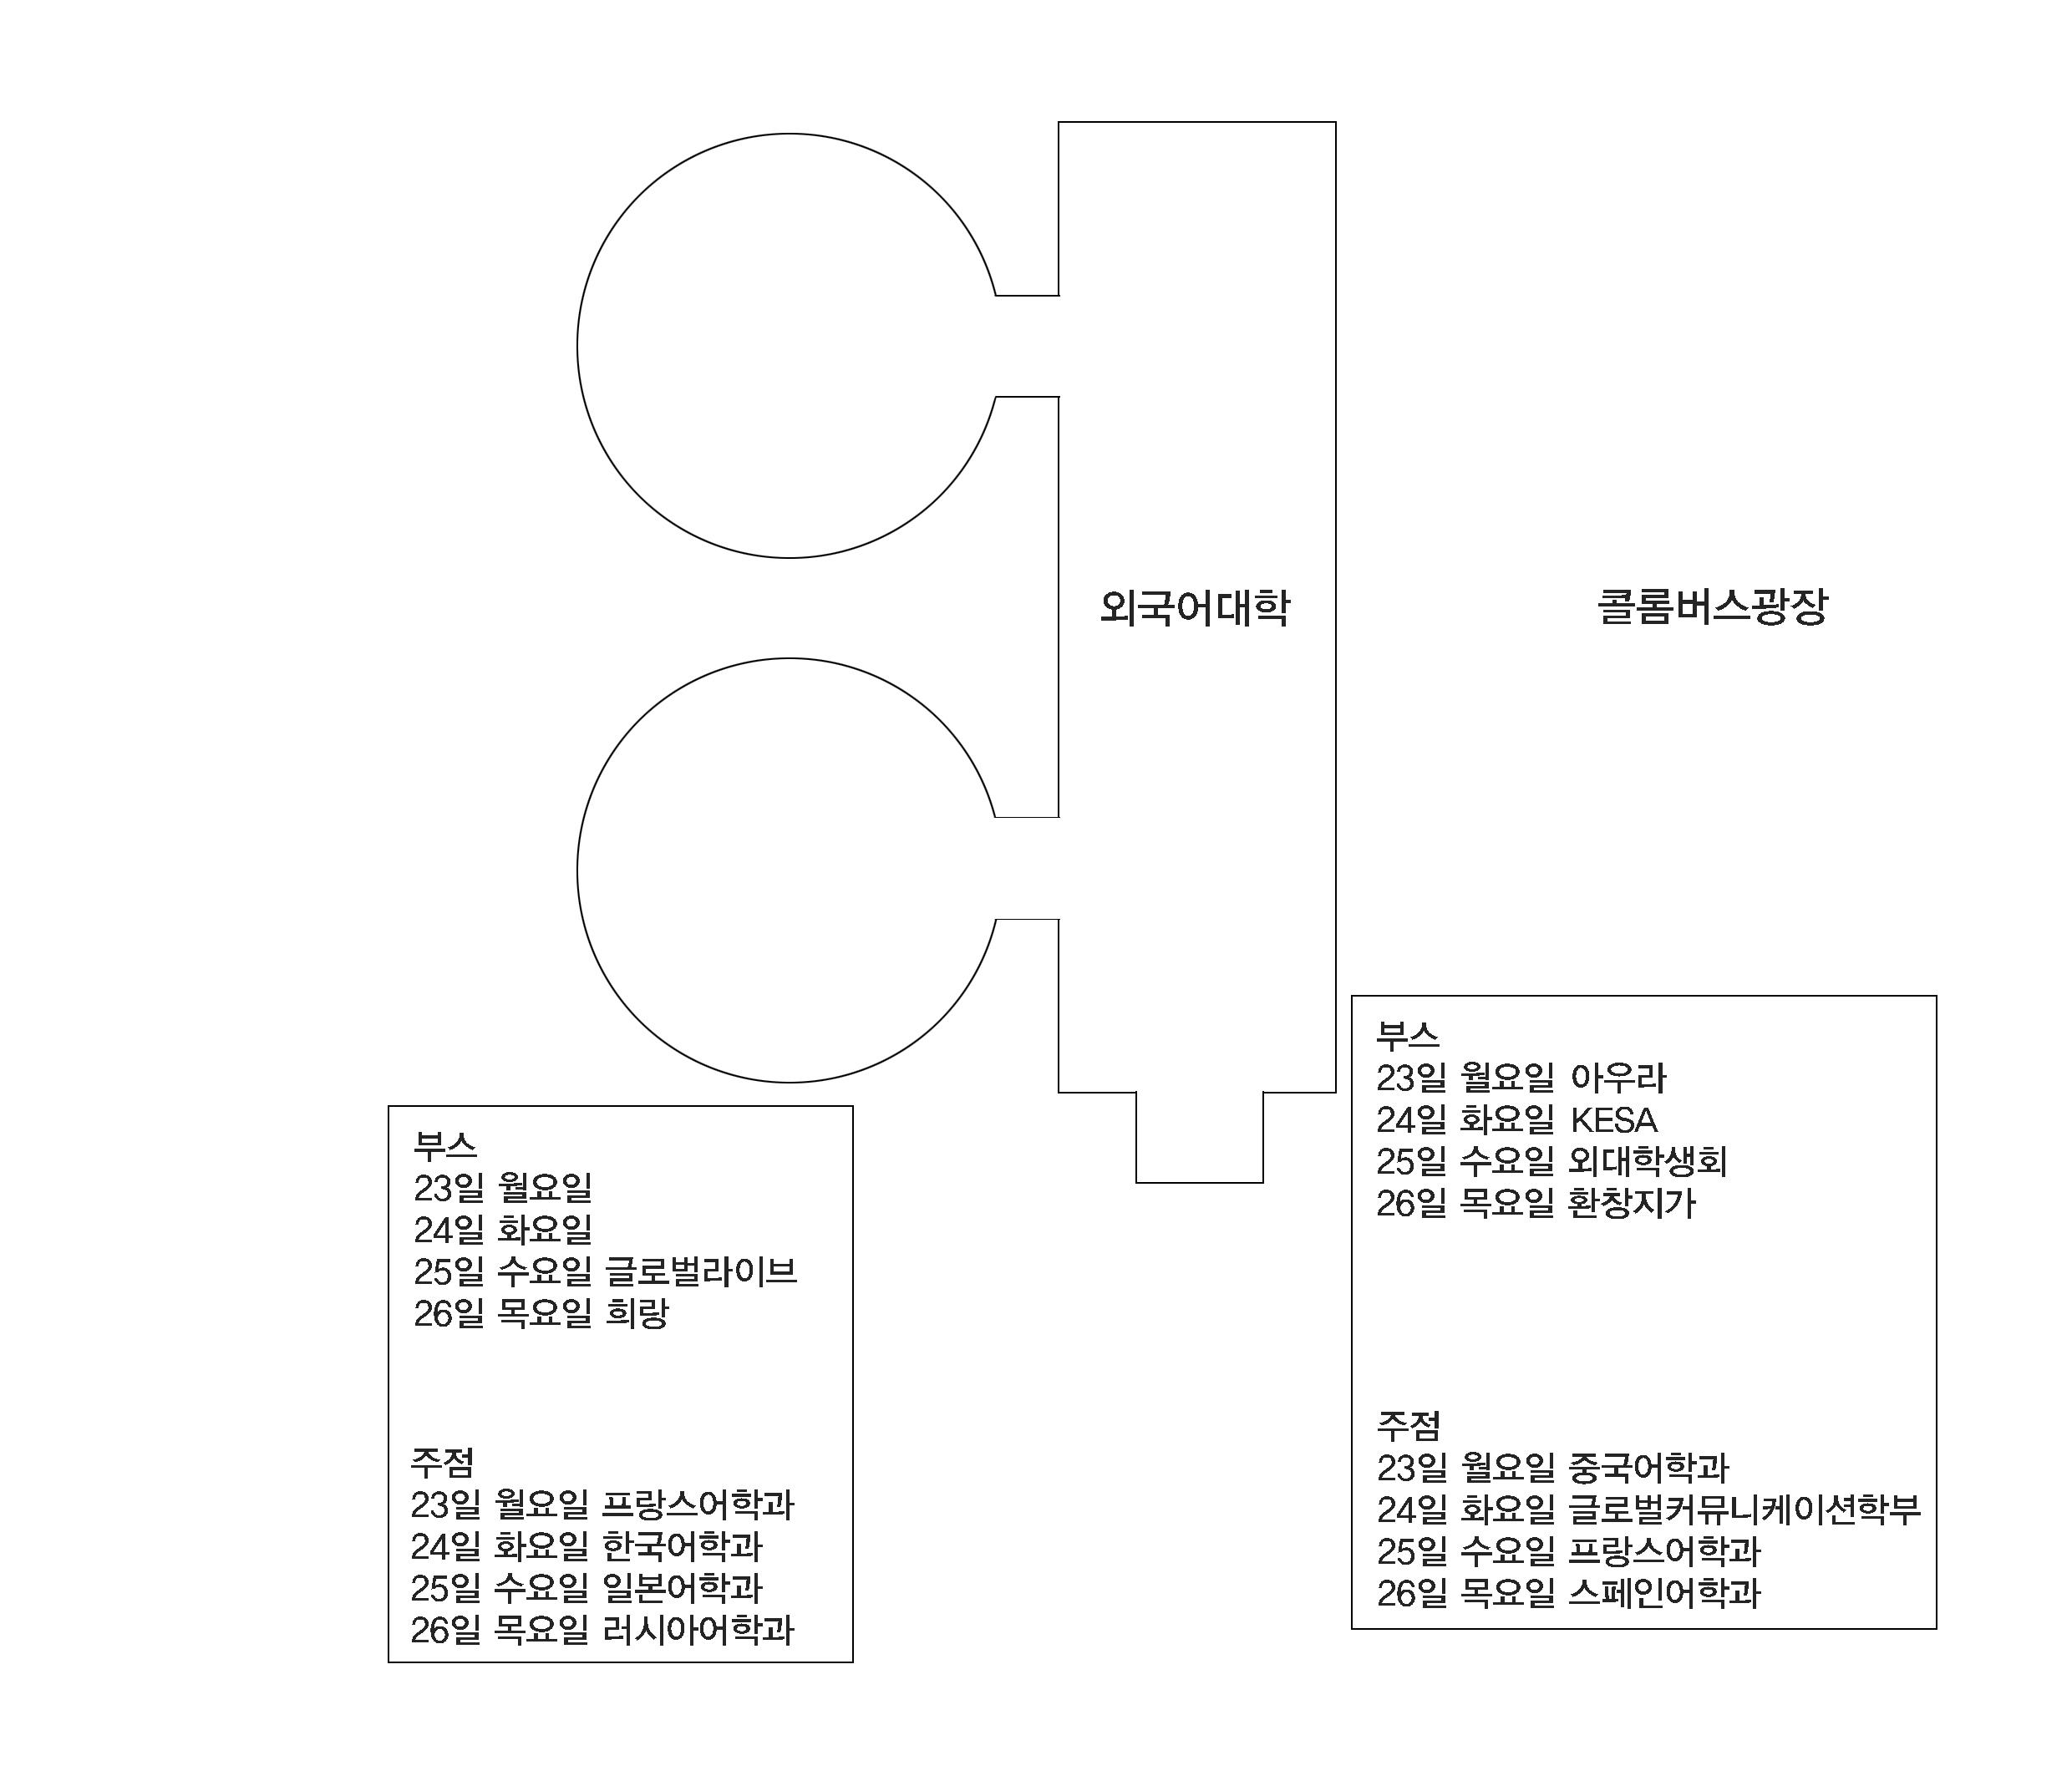 외국어대학
콜롬버스광장
부스
23일 월요일
24일 화요일
25일 수요일 글로벌라이브
26일 목요일 희랑
주점
23일 월요일 프랑스어학과
24일 화요일 한국어학과
25일 수요일 일본어학과
26일 목요일 러시아어학과
부스
23일 월요일 아우라
24일 화요일 KESA
25일 수요일 외대학생회
26일 목요일 환창지가
주점
23일 월요일 중국어학과
24일 화요일 글로벌커뮤니케이션학부
25일 수요일 프랑스어학과
26일 목요일 스페인어학과